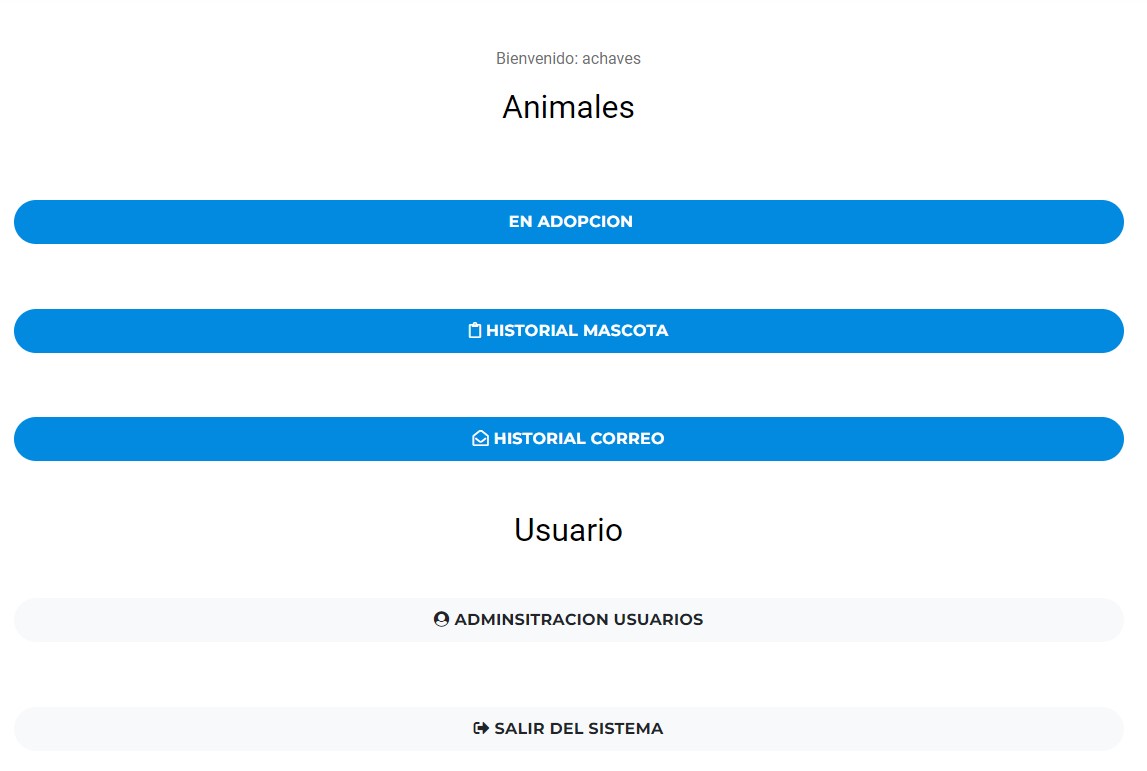 Bienvenido: achaves
Animales
EN ADOPCION
HISTORIAL MASCOTA
HISTORIAL CORREO
Usuario
ADMINSITRACION USUARIOS
SALIR DEL SISTEMA